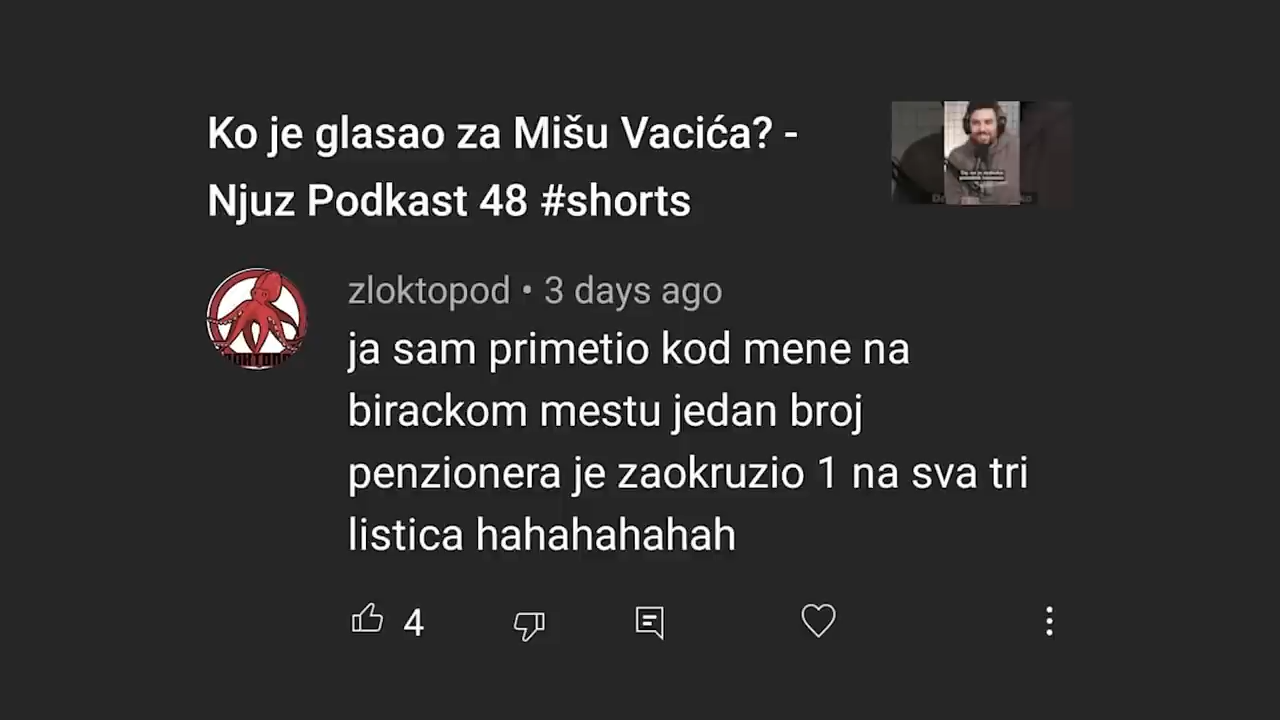 Ko je glasao za Mišu Vacića? -
Njuz Podkast 48 #shorts
zloktopod • 3 days ago
ja sam primetio kod mene na
birackom mestu jedan broj
penzionera je zaokruzio 1 na sva tri
listica hahahahahah
4